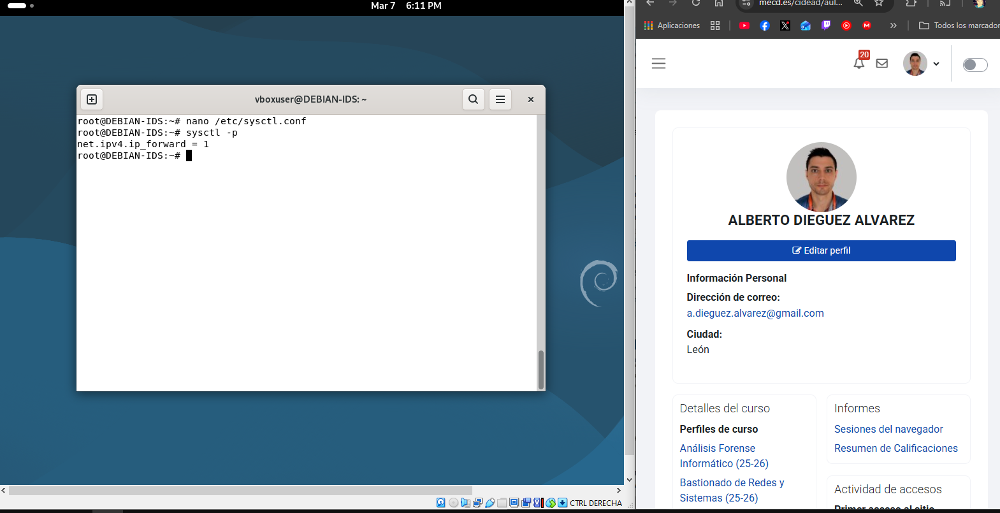 Mar 7 6:11 PM
vboxuser@DEBIAN-IDS: ~
root@DEBIAN-IDS:~# nano /etc/sysctl.conf
root@DEBIAN-IDS:~# sysctl -p
net.ipv4.ip_forward = 1
root@DEBIAN-IDS:~#
CTRL DERECHA
mecd.es/cidead/aul...
Aplicaciones
Todos los marcador
20
ALBERTO DIEGUEZ ALVAREZ
Editar perfil
Información Personal
Dirección de correo:
a.dieguez.alvarez@gmail.com
Ciudad:
León
Detalles del curso
Perfiles de curso
Análisis Forense
Informático (25-26)
Bastionado de Redes y
Sistemas (25-26)
Informes
Sesiones del navegador
Resumen de Calificaciones
Actividad de accesos
Primer acceso al sitio